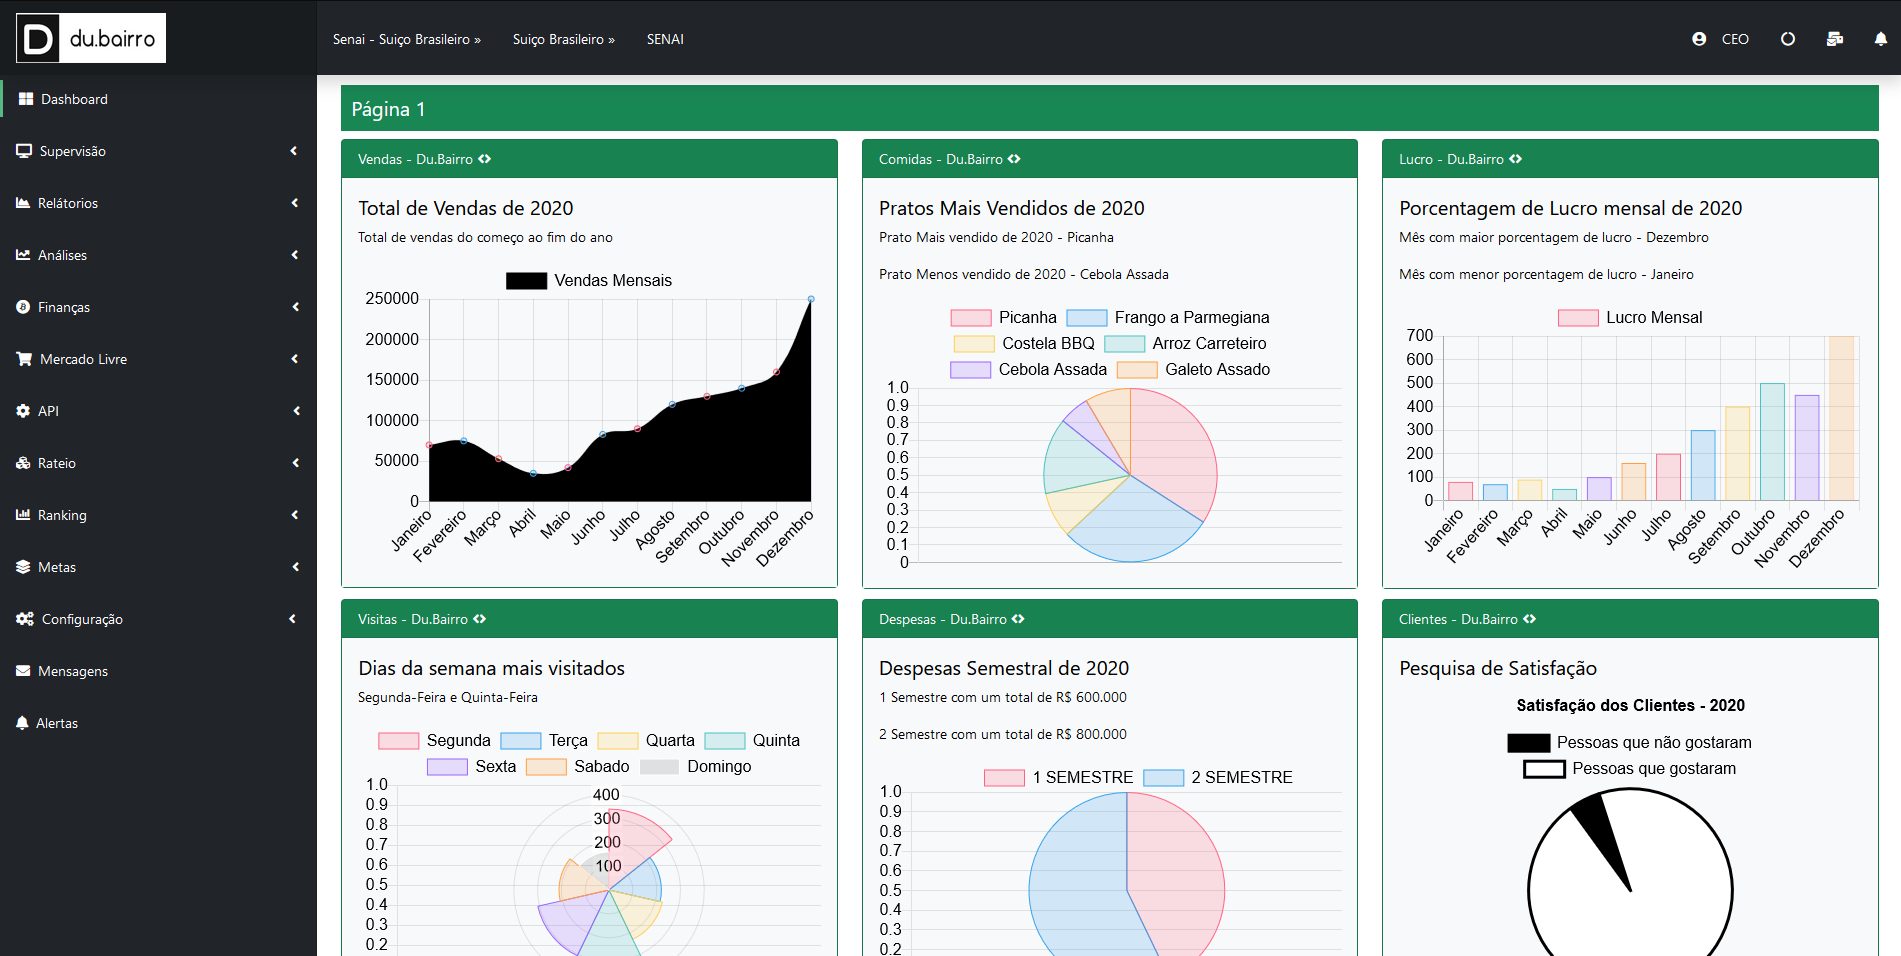 D du.bairro
Senai - Suiço Brasileiro »
Suiço Brasileiro »
SENAI
CEO
Dashboard
Supervisão
Relátorios
Análises
Finanças
Mercado Livre
API
Rateio
Ranking
Metas
Configuração
Mensagens
Alertas
Página 1
Vendas - Du.Bairro
Total de Vendas de 2020
Total de vendas do começo ao fim do ano
Vendas Mensais
250000
200000
150000
100000
50000
0
Janeiro
Fevereiro
Março
Abril
Maio
Junho
Julho
Agosto
Setembro
Outubro
Novembro
Dezembro
Comidas - Du.Bairro
Pratos Mais Vendidos de 2020
Prato Mais vendido de 2020 - Picanha
Prato Menos vendido de 2020 - Cebola Assada
Picanha Frango a Parmegiana
Costela BBQ Arroz Carreteiro
Cebola Assada Galeto Assado
1.0
0.9
0.8
0.7
0.6
0.5
0.4
0.3
0.2
0.1
0
Lucro - Du.Bairro
Porcentagem de Lucro mensal de 2020
Mês com maior porcentagem de lucro - Dezembro
Mês com menor porcentagem de lucro - Janeiro
Lucro Mensal
700
600
500
400
300
200
100
0
Janeiro
Fevereiro
Março
Abril
Maio
Junho
Julho
Agosto
Setembro
Outubro
Novembro
Dezembro
Visitas - Du.Bairro
Dias da semana mais visitados
Segunda-Feira e Quinta-Feira
Segunda Terça Quarta Quinta
Sexta Sabado Domingo
1.0
0.9
0.8
0.7
0.6
0.5
0.4
0.3
0.2
400
300
200
100
Despesas - Du.Bairro
Despesas Semestral de 2020
1 Semestre com um total de R$ 600.000
2 Semestre com um total de R$ 800.000
1 SEMESTRE 2 SEMESTRE
1.0
0.9
0.8
0.7
0.6
0.5
0.4
0.3
0.2
Clientes - Du.Bairro
Pesquisa de Satisfação
Satisfação dos Clientes - 2020
Pessoas que não gostaram
Pessoas que gostaram